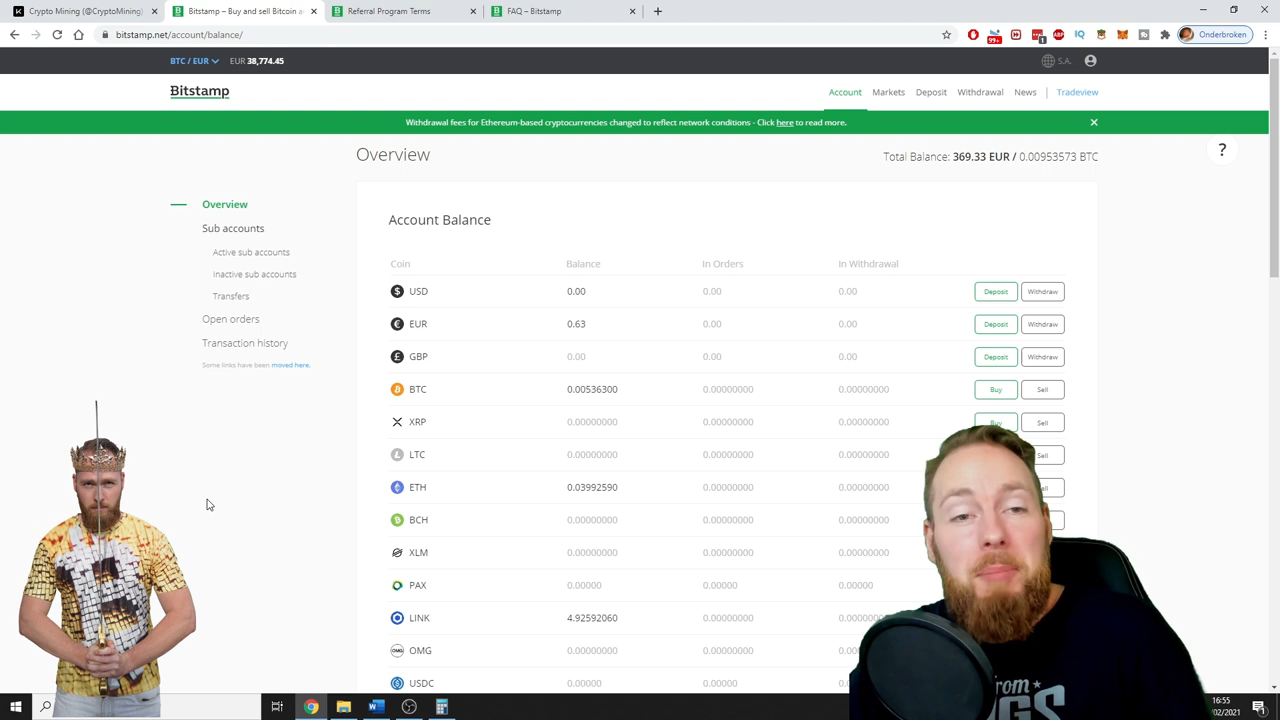 Crypto Mining (@CryptoMining)
Bitstamp – Buy and sell Bitcoin a
Referral Program Terms
FAQ – Bitstamp
bitstamp.net/account/balance/
99+
1
ABP
IQ
Onderbroken
BTC / EUR EUR 38,774.45
S.A.
Bitstamp
Account Markets Deposit Withdrawal News Tradeview
Withdrawal fees for Ethereum-based cryptocurrencies changed to reflect network conditions - Click here to read more.
Overview
Total Balance: 369.33 EUR / 0.00953573 BTC
?
Overview
Sub accounts
Active sub accounts
Inactive sub accounts
Transfers
Open orders
Transaction history
Some links have been moved here.
Account Balance
Coin Balance In Orders In Withdrawal
USD 0.00 0.00 0.00 Deposit Withdraw
EUR 0.63 0.00 0.00 Deposit Withdraw
GBP 0.00 0.00 0.00 Deposit Withdraw
BTC 0.00536300 0.00000000 0.00000000 Buy Sell
XRP 0.00000000 0.00000000 0.00000000 Buy Sell
LTC 0.00000000 0.00000000 0.00000000 Sell
ETH 0.03992590 0.00000000 0.00000000
BCH 0.00000000 0.00000000 0.00000000
XLM 0.00000000 0.00000000 0.00000000
PAX 0.00000 0.00000 0.00000
LINK 4.92592060 0.00000000
OMG 0.00000000 0.00000000
USDC 0.00000 0.00000
16:55
/02/2021